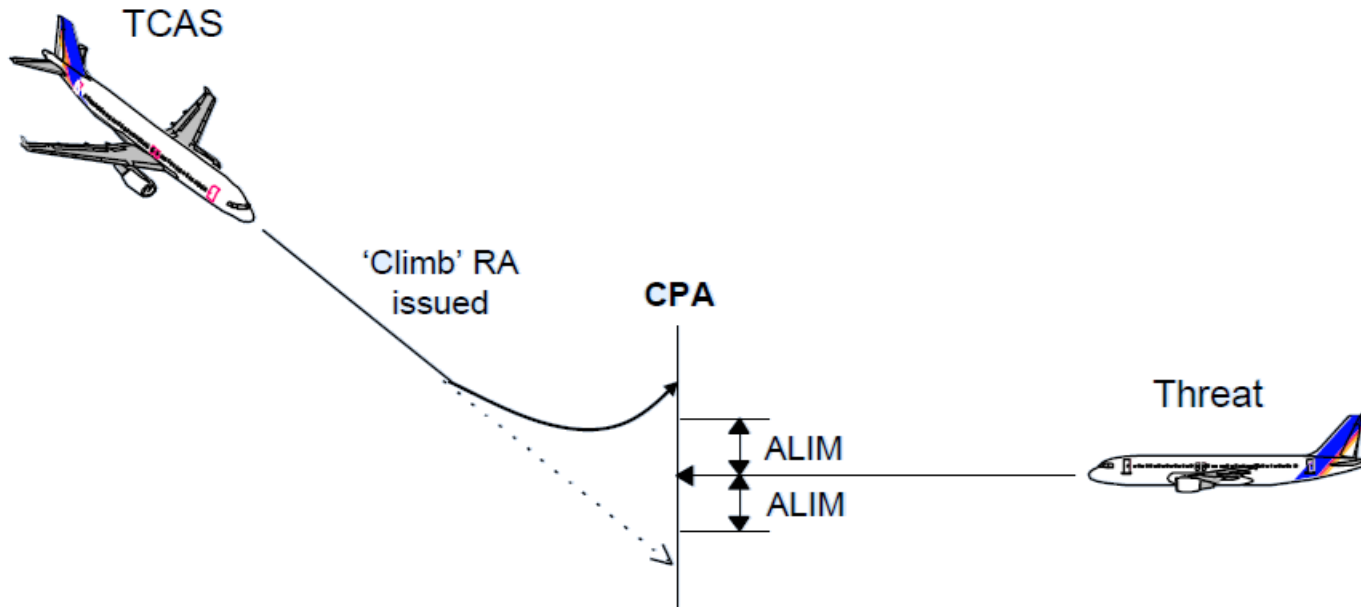 TCAS
‘Climb’ RA
issued
CPA
Threat
ALIM
ALIM